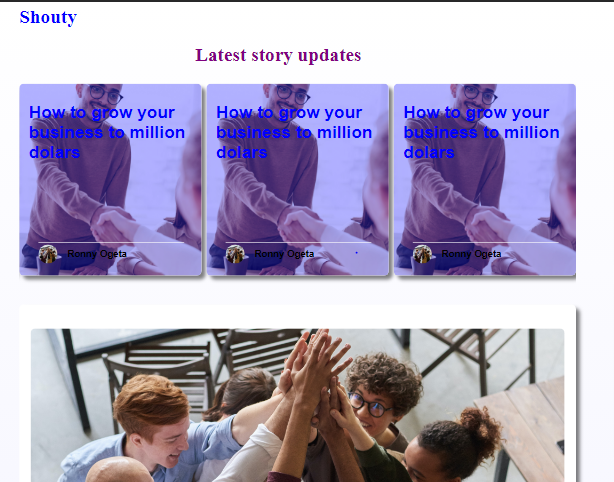 Shouty
Latest story updates
How to grow your
business to million
dolars
Ronny Ogeta
How to grow your
business to million
dolars
Ronny Ogeta
How to grow your
business to million
dolars
Ronny Ogeta